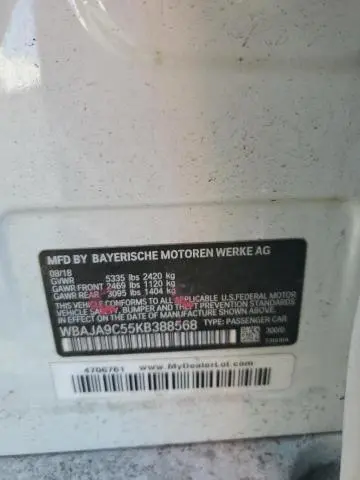 MFD BY BAYERISCHE MOTOREN WERKE AG
08/18
GVWR 5335 lbs 2420 kg
GAWR FRONT 2469 lbs 1120 kg
GAWR REAR 3095 lbs 1404 kg
THIS VEHICLE CONFORMS TO ALL APPLICABLE U.S.FEDERAL MOTOR
VEHICLE SAFETY, BUMPER AND THEFT PREVENTION STANDARDS
IN EFFECT ON THE DATE OF MANUFACTURE SHOWN ABOVE.
WBAJA9C55KB388568 TYPE: PASSENGER CAR
4706761 www.MyDealerLot.com